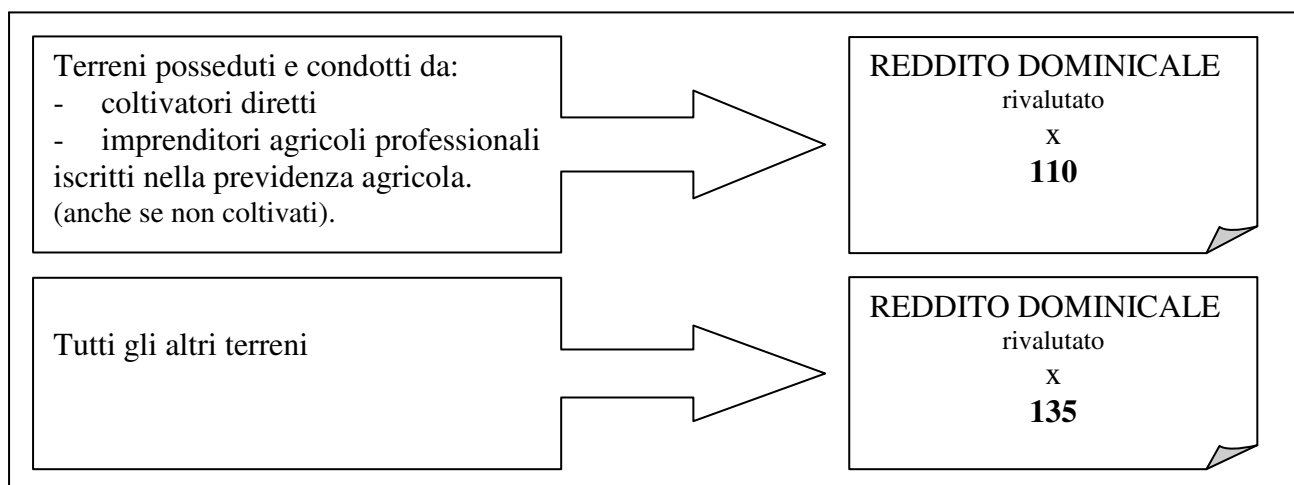 Terreni posseduti e condotti da:
- coltivatori diretti
- imprenditori agricoli professionali
iscritti nella previdenza agricola.
(anche se non coltivati).
REDDITO DOMINICALE
rivalutato
x
110
Tutti gli altri terreni
REDDITO DOMINICALE
rivalutato
x
135